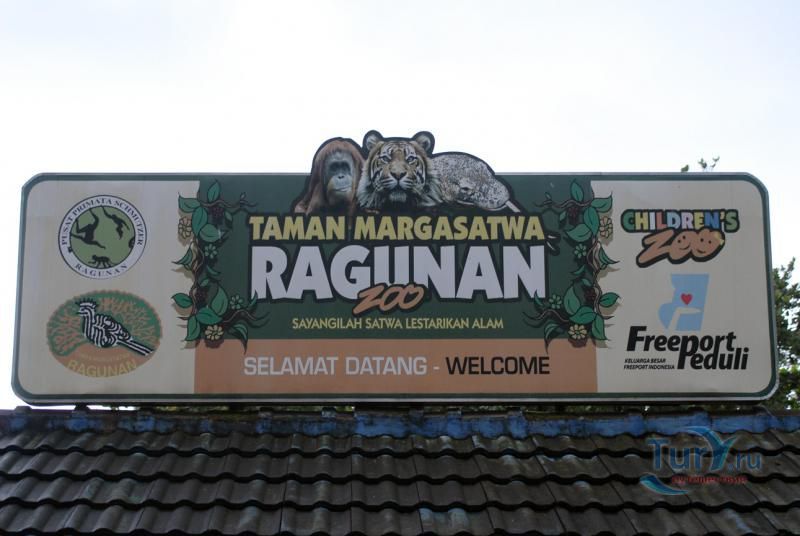 PUSAT PRIMATA SCHMUTZER
RAGUNAN
RAGUNAN
TAMAN MARGASATWA
RAGUNAN
ZOO
SAYANGILAH SATWA LESTARIKAN ALAM
SELAMAT DATANG - WELCOME
CHILDREN'S
ZOO
Freeport
Peduli
KELUARGA BESAR
FREEPORT INDONESIA
Tury.ru